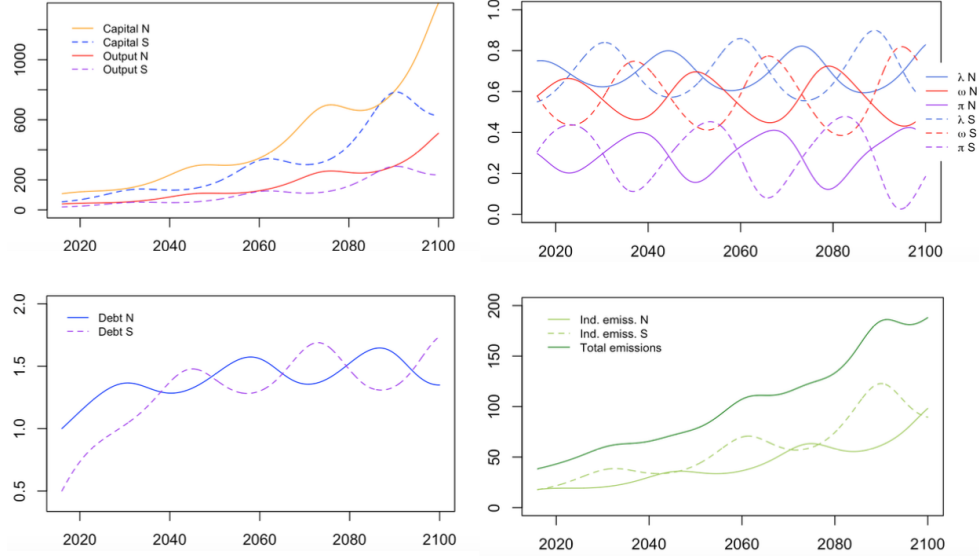 1000
600
200
0
Capital N
Capital S
Output N
Output S
2020 2040 2060 2080 2100
1.0
0.8
0.6
0.4
0.2
0.0
λ N
ω N
π N
λ S
ω S
π S
2020 2040 2060 2080 2100
2.0
1.5
1.0
0.5
Debt N
Debt S
2020 2040 2060 2080 2100
200
150
100
50
0
Ind. emiss. N
Ind. emiss. S
Total emissions
2020 2040 2060 2080 2100